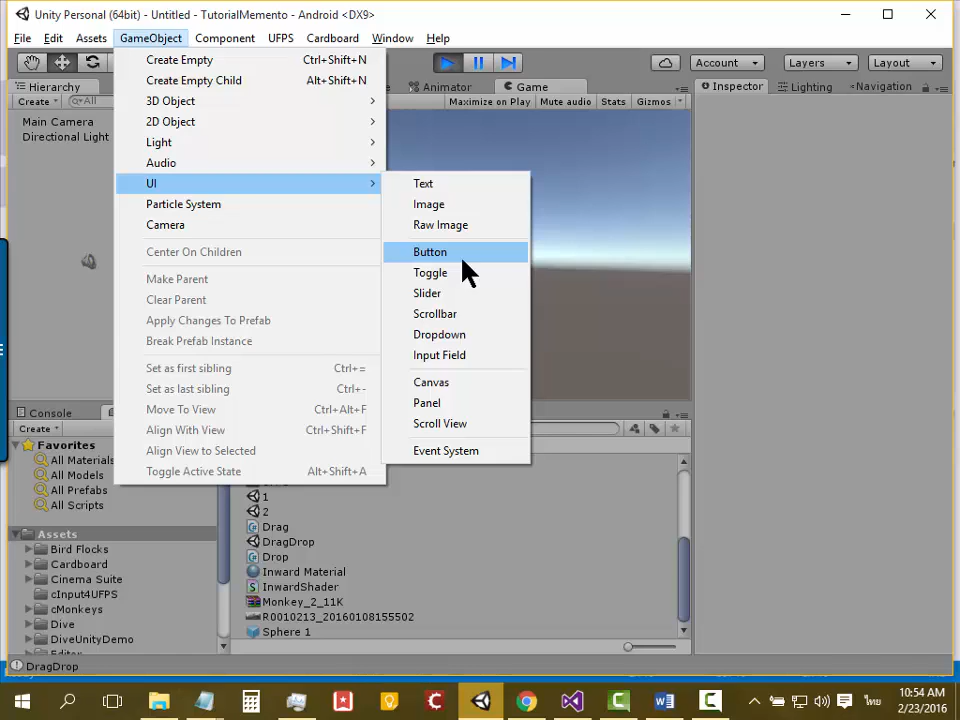 Unity Personal (64bit) - Untitled - TutorialMemento - Android <DX9>
File Edit Assets GameObject Component UFPS Cardboard Window Help
Account Layers Layout
Hierarchy
Create All
Main Camera
Directional Light
Create Empty Ctrl+Shift+N
Create Empty Child Alt+Shift+N
3D Object
2D Object
Light
Audio
UI
Particle System
Camera
Center On Children
Make Parent
Clear Parent
Apply Changes To Prefab
Break Prefab Instance
Set as first sibling Ctrl+=
Set as last sibling Ctrl+-
Move To View Ctrl+Alt+F
Align With View Ctrl+Shift+F
Align View to Selected
Toggle Active State Alt+Shift+A
Text
Image
Raw Image
Button
Toggle
Slider
Scrollbar
Dropdown
Input Field
Canvas
Panel
Scroll View
Event System
Animator Game
Maximize on Play Mute audio Stats Gizmos
Inspector Lighting Navigation
Console
Create
Favorites
All Materials
All Models
All Prefabs
All Scripts
Assets
Bird Flocks
Cardboard
Cinema Suite
cInput4UFPS
cMonkeys
Dive
DiveUnityDemo
1
2
Drag
DragDrop
Drop
Inward Material
InwardShader
Monkey_2_11K
R0010213_20160108155502
Sphere 1
DragDrop
ไทย
10:54 AM
2/23/2016